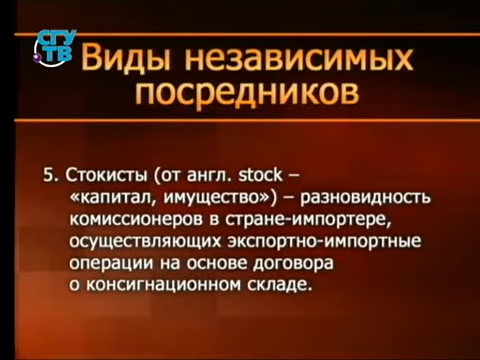 СГУ
ТВ
Виды независимых
посредников
5. Стокисты (от англ. stock –
«капитал, имущество») – разновидность
комиссионеров в стране-импортере,
осуществляющих экспортно-импортные
операции на основе договора
о консигнационном складе.